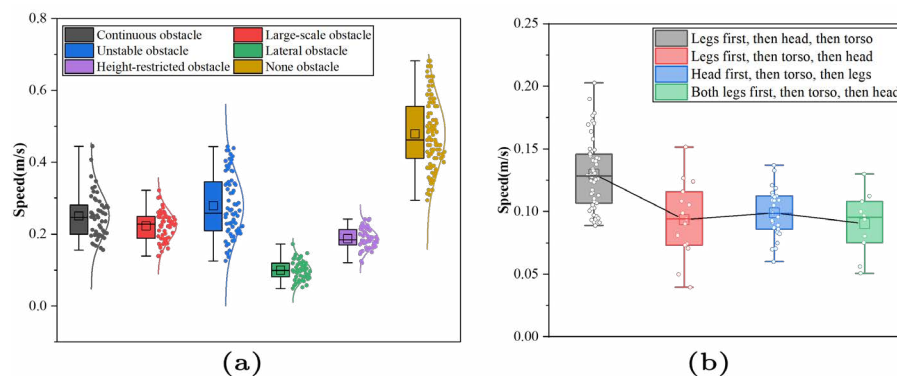 0.8
0.6
0.4
0.2
0.0
Speed(m/s)
Continuous obstacle
Large-scale obstacle
Unstable obstacle
Lateral obstacle
Height-restricted obstacle
None obstacle
(a)
0.25
0.20
0.15
0.10
0.05
0.00
Speed(m/s)
Legs first, then head, then torso
Legs first, then torso, then head
Head first, then torso, then legs
Both legs first, then torso, then head
(b)